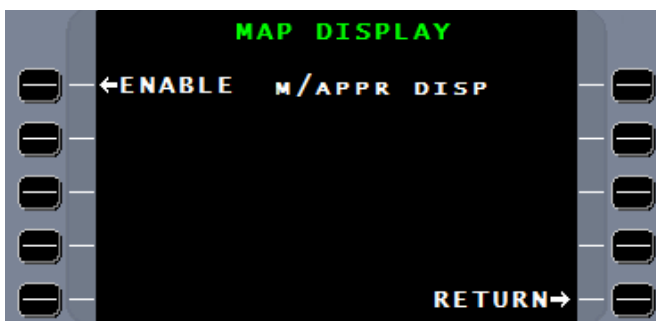 MAP DISPLAY
←ENABLE M/APPR DISP
RETURN→